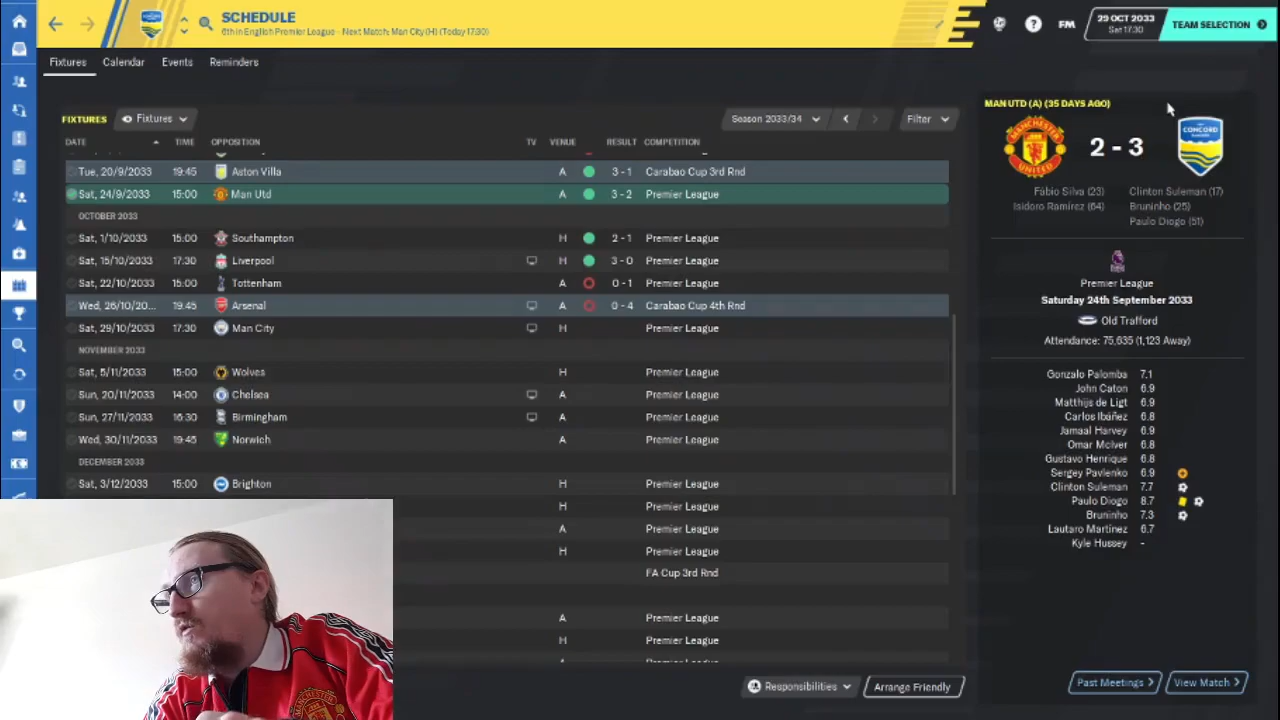 SCHEDULE
6th in English Premier League - Next Match: Man City (H) (Today 17:30)
FM
29 OCT 2033
Sat 17:30
TEAM SELECTION
Fixtures Calendar Events Reminders
FIXTURES Fixtures Season 2033/34 Filter
DATE TIME OPPOSITION TV VENUE RESULT COMPETITION
Tue, 20/9/2033 19:45 Aston Villa A 3-1 Carabao Cup 3rd Rnd
Sat, 24/9/2033 15:00 Man Utd A 3-2 Premier League
OCTOBER 2033
Sat, 1/10/2033 15:00 Southampton H 2-1 Premier League
Sat, 15/10/2033 17:30 Liverpool H 3-0 Premier League
Sat, 22/10/2033 15:00 Tottenham A 0-1 Premier League
Wed, 26/10/20... 19:45 Arsenal A 0-4 Carabao Cup 4th Rnd
Sat, 29/10/2033 17:30 Man City H Premier League
NOVEMBER 2033
Sat, 5/11/2033 15:00 Wolves H Premier League
Sun, 20/11/2033 14:00 Chelsea A Premier League
Sun, 27/11/2033 16:30 Birmingham A Premier League
Wed, 30/11/2033 19:45 Norwich A Premier League
DECEMBER 2033
Sat, 3/12/2033 15:00 Brighton H Premier League
H Premier League
A Premier League
H Premier League
FA Cup 3rd Rnd
A Premier League
H Premier League
Responsibilities Arrange Friendly
MAN UTD (A) (35 DAYS AGO)
2 - 3
CONCORD
Fábio Silva (23) Clinton Suleman (17)
Isidoro Ramírez (64) Bruninho (25)
Paulo Diogo (51)
Premier League
Saturday 24th September 2033
Old Trafford
Attendance: 75,635 (1,123 Away)
Gonzalo Palomba 7.1
John Caton 6.9
Matthijs de Ligt 6.9
Carlos Ibáñez 6.8
Jamaal Harvey 6.9
Omar McIver 6.8
Gustavo Henrique 6.8
Sergey Pavlenko 6.9
Clinton Suleman 7.7
Paulo Diogo 8.7
Bruninho 7.3
Lautaro Martínez 6.7
Kyle Hussey -
Past Meetings View Match